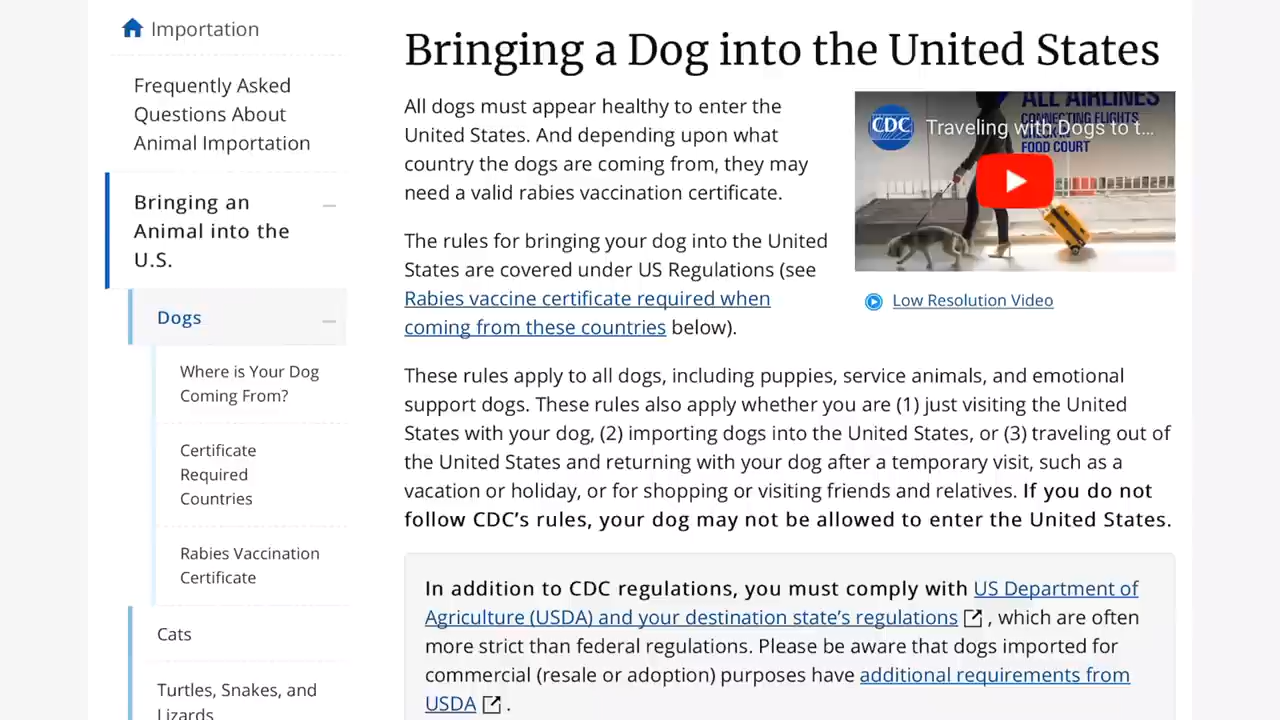 Importation
Frequently Asked
Questions About
Animal Importation
Bringing an
Animal into the
U.S.
Dogs
Where is Your Dog
Coming From?
Certificate
Required
Countries
Rabies Vaccination
Certificate
Cats
Turtles, Snakes, and
Lizards
Bringing a Dog into the United States
All dogs must appear healthy to enter the
United States. And depending upon what
country the dogs are coming from, they may
need a valid rabies vaccination certificate.
The rules for bringing your dog into the United
States are covered under US Regulations (see
Rabies vaccine certificate required when
coming from these countries below).
ALL AIRLINES
CONNECTING FLIGHTS
CHECK-IN
FOOD COURT
CDC
Traveling with Dogs to t...
Low Resolution Video
These rules apply to all dogs, including puppies, service animals, and emotional
support dogs. These rules also apply whether you are (1) just visiting the United
States with your dog, (2) importing dogs into the United States, or (3) traveling out of
the United States and returning with your dog after a temporary visit, such as a
vacation or holiday, or for shopping or visiting friends and relatives. If you do not
follow CDC’s rules, your dog may not be allowed to enter the United States.
In addition to CDC regulations, you must comply with US Department of
Agriculture (USDA) and your destination state’s regulations , which are often
more strict than federal regulations. Please be aware that dogs imported for
commercial (resale or adoption) purposes have additional requirements from
USDA .